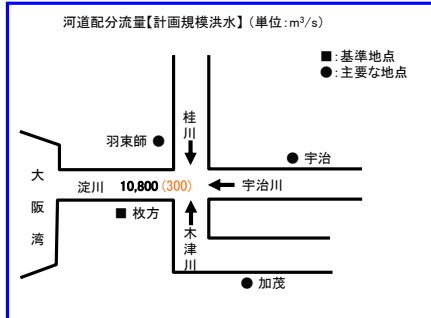 河道配分流量【計画規模洪水】 (単位:m³/s)
■:基準地点
●:主要な地点
羽束師 ●
桂川
● 宇治
大阪湾
淀川 10,800 (300)
宇治川
■ 枚方
木津川
● 加茂